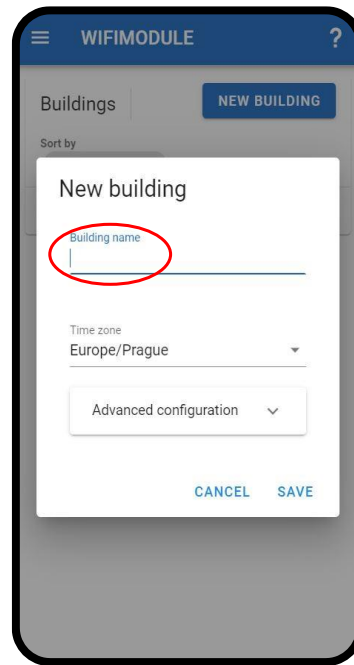 WIFIMODULE ?
Buildings NEW BUILDING
Sort by
New building
Building name
Time zone
Europe/Prague
Advanced configuration
CANCEL SAVE